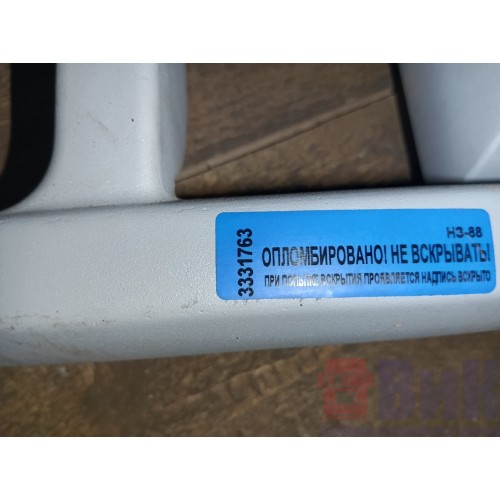 НЗ-88
3331763
ОПЛОМБИРОВАНО! НЕ ВСКРЫВАТЬ!
ПРИ ПОПЫТКЕ ВСКРЫТИЯ ПРОЯВЛЯЕТСЯ НАДПИСЬ ВСКРЫТО